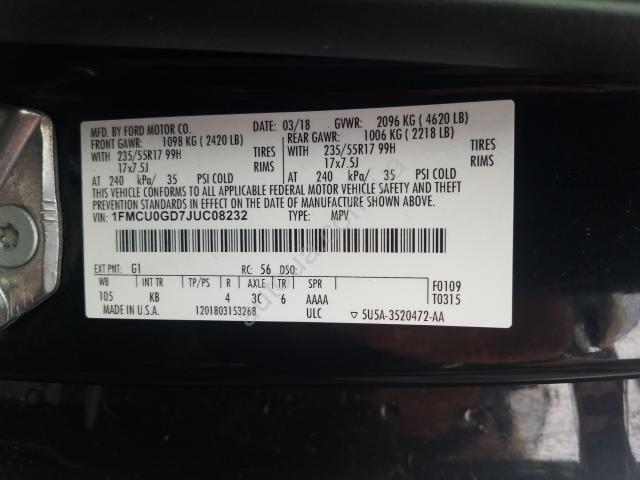 MFD. BY FORD MOTOR CO.
DATE: 03/18 GVWR: 2096 KG ( 4620 LB)
FRONT GAWR: 1098 KG ( 2420 LB) REAR GAWR: 1006 KG ( 2218 LB)
WITH 235/55R17 99H TIRES WITH 235/55R17 99H TIRES
17x7.5J RIMS 17x7.5J RIMS
AT 240 kPa/ 35 PSI COLD AT 240 kPa/ 35 PSI COLD
THIS VEHICLE CONFORMS TO ALL APPLICABLE FEDERAL MOTOR VEHICLE SAFETY AND THEFT
PREVENTION STANDARDS IN EFFECT ON THE DATE OF MANUFACTURE SHOWN ABOVE.
VIN: 1FMCU0GD7JUC08232 TYPE: MPV
EXT PNT: G1 RC: 56 DSO:
WB INT TR TP/PS R AXLE TR SPR F0109
105 KB 4 3C 6 AAAA T0315
MADE IN U.S.A. 1201803153268 ULC ▽ 5U5A-3520472-AA